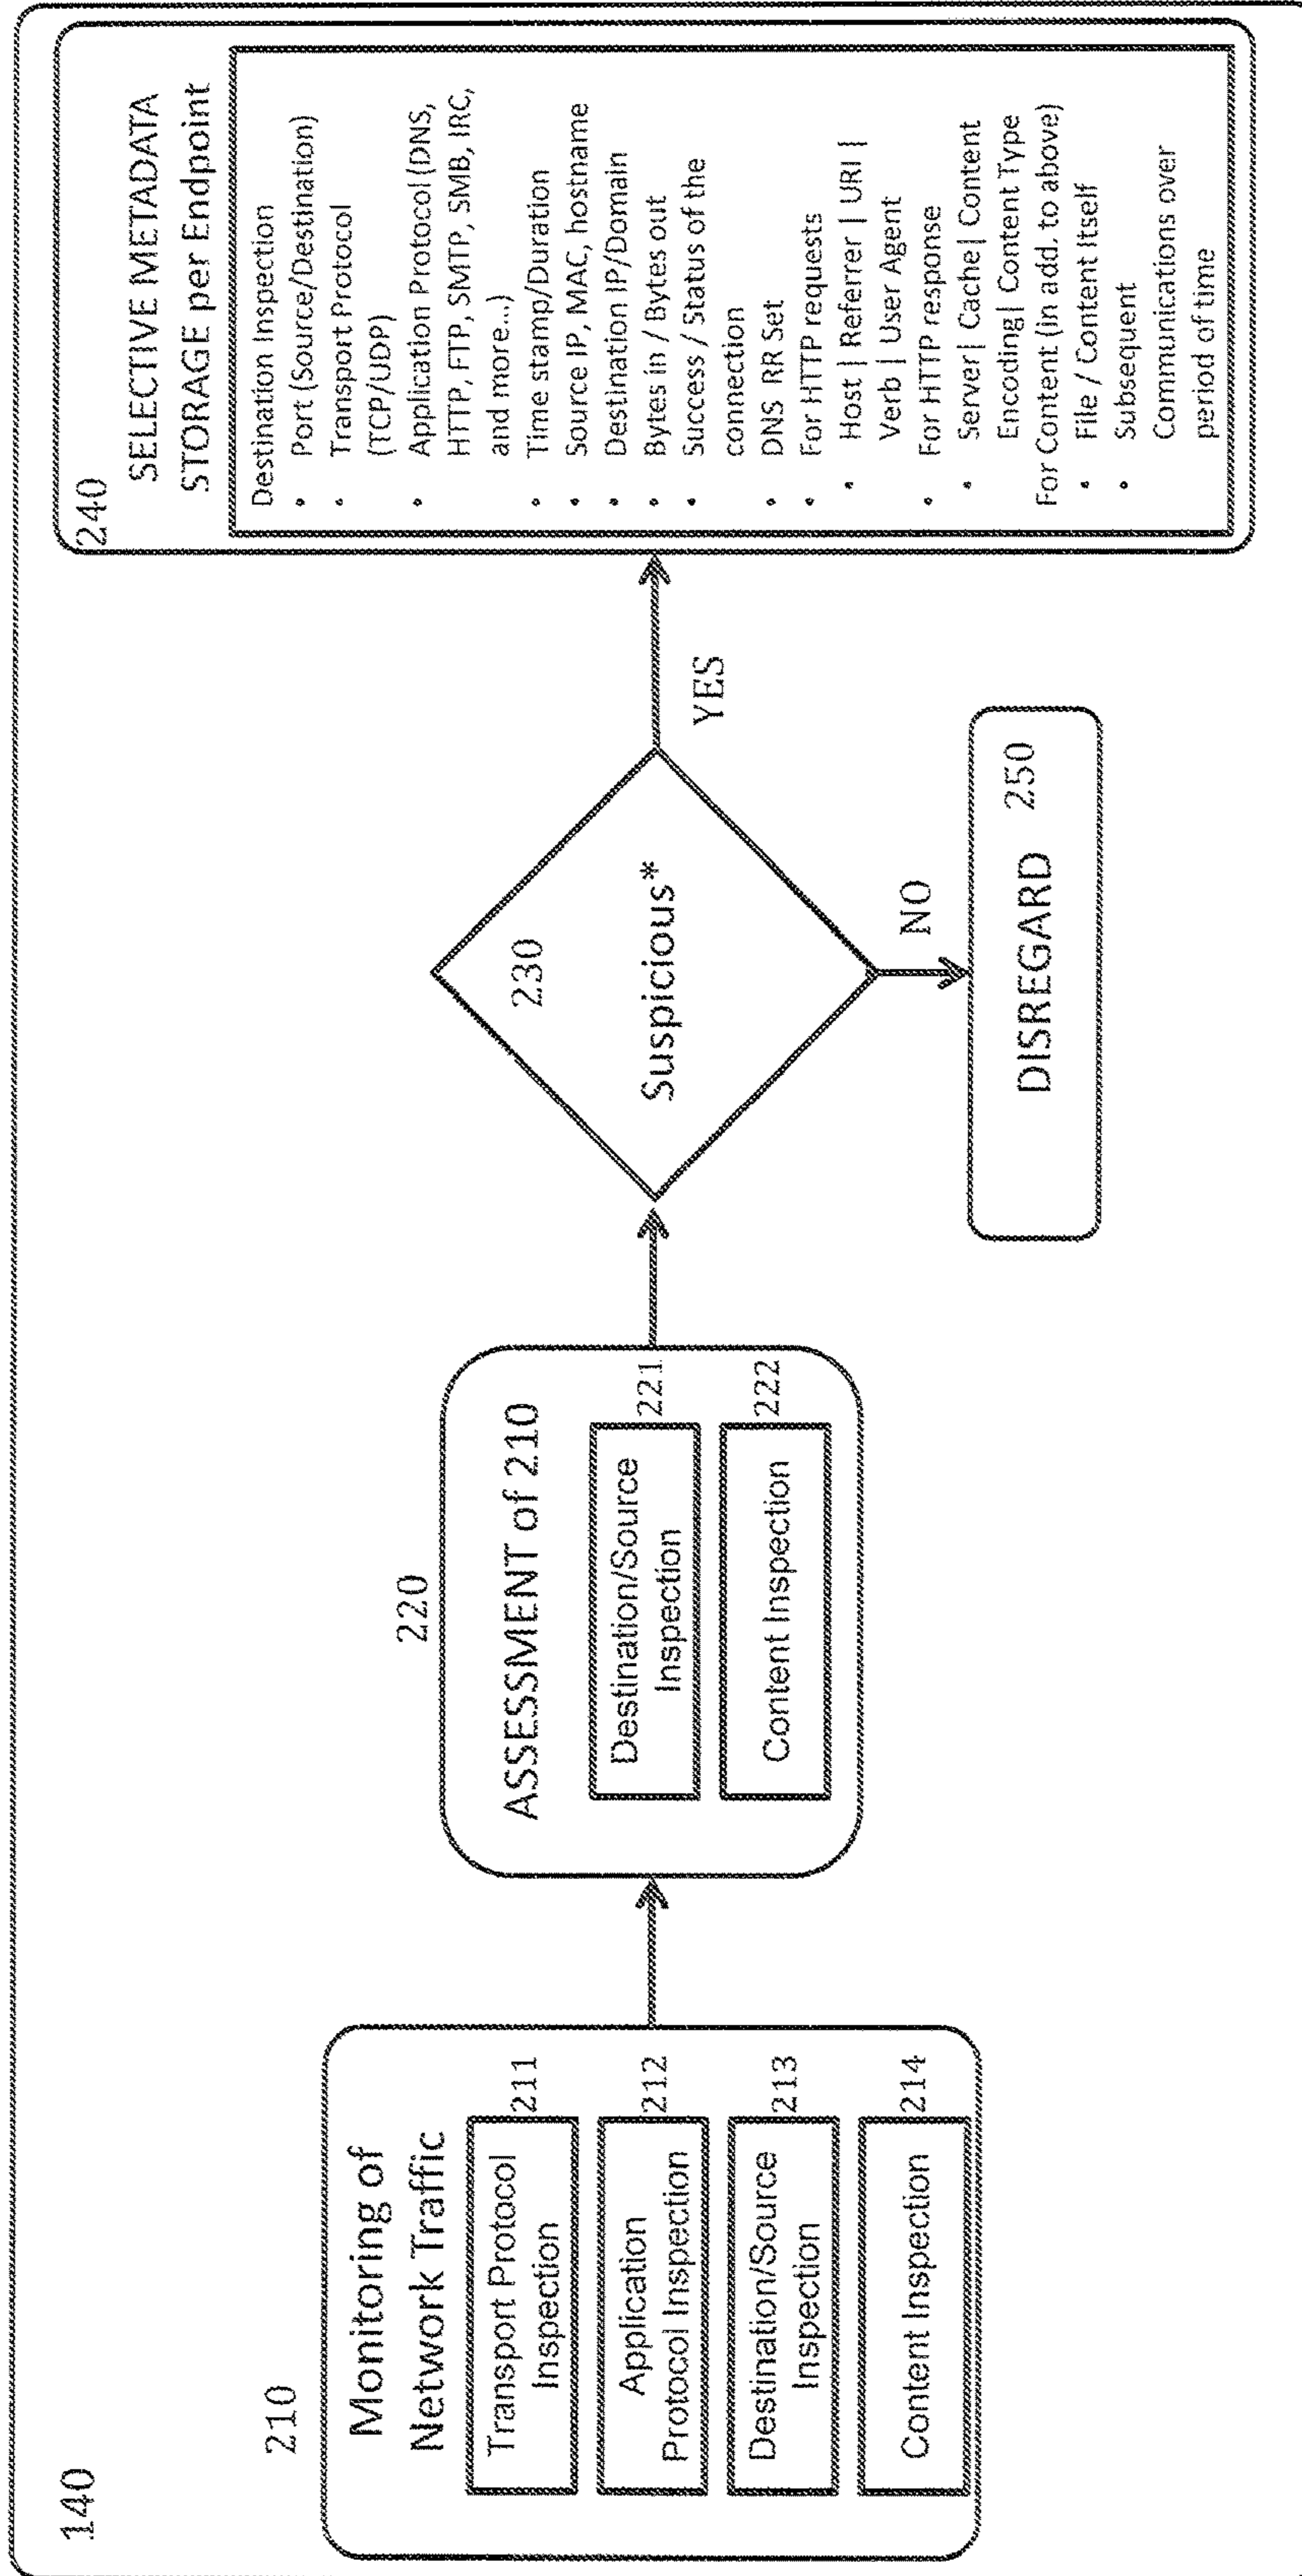 140
210
Monitoring of
Network Traffic
Transport Protocol
Inspection
211
Application
Protocol Inspection
212
Destination/Source
Inspection
213
Content Inspection
214
220
ASSESSMENT of 210
Destination/Source
Inspection
221
Content Inspection
222
230
Suspicious*
YES
NO
DISREGARD 250
240
SELECTIVE METADATA
STORAGE per Endpoint
Destination Inspection
• Port (Source/Destination)
• Transport Protocol
(TCP/UDP)
• Application Protocol (DNS,
HTTP, FTP, SMTP, SMB, IRC,
and more...)
• Time stamp/Duration
• Source IP, MAC, hostname
• Destination IP/Domain
• Bytes in / Bytes out
• Success / Status of the
connection
• DNS RR Set
• For HTTP requests
• Host | Referrer | URI |
Verb | User Agent
• For HTTP response
• Server| Cache| Content
Encoding| Content Type
For Content (in add. to above)
• File / Content Itself
• Subsequent
Communications over
period of time